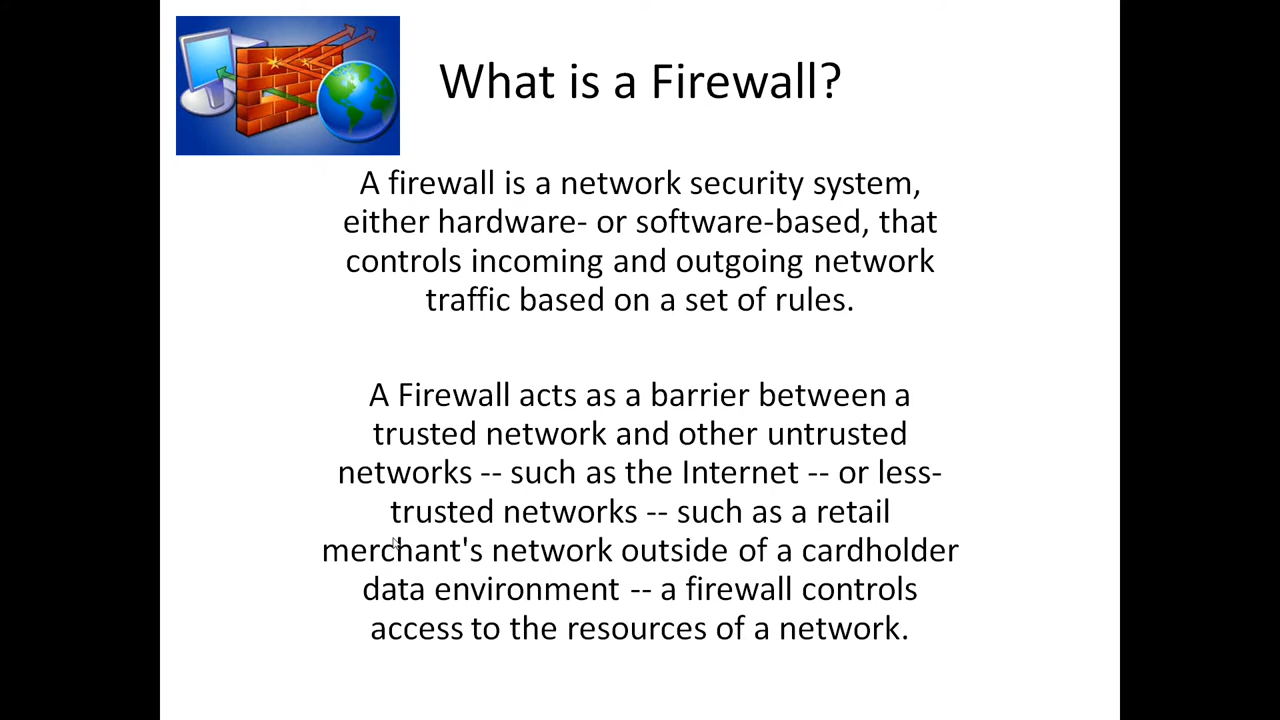 What is a Firewall?
A firewall is a network security system,
either hardware- or software-based, that
controls incoming and outgoing network
traffic based on a set of rules.
A Firewall acts as a barrier between a
trusted network and other untrusted
networks -- such as the Internet -- or less-
trusted networks -- such as a retail
merchant's network outside of a cardholder
data environment -- a firewall controls
access to the resources of a network.